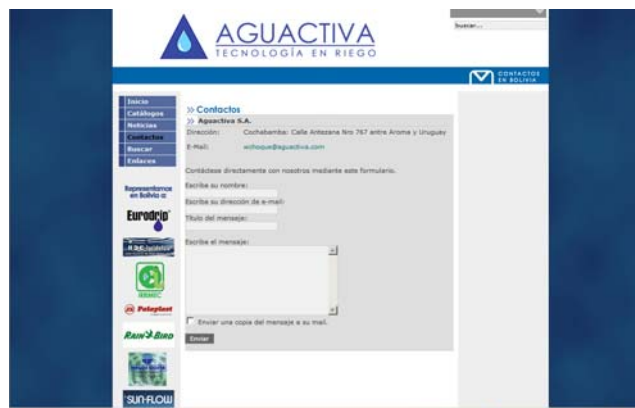 AGUACTIVA
TECNOLOGÍA EN RIEGO
buscar...
CONTACTOS
EN BOLIVIA
Inicio
Catálogos
Noticias
Contactos
Buscar
Enlaces
>> Contactos
>> Aguactiva S.A.
Dirección: Cochabamba: Calle Antezana Nro 767 entre Aroma y Uruguay
E-Mail: wchoque@aguactiva.com
Contáctese directamente con nosotros mediante este formulario.
Escriba su nombre:
Escriba su dirección de e-mail:
Título del mensaje:
Escriba el mensaje:
Enviar una copia del mensaje a su mail.
Enviar
Representamos
en Bolivia a:
Eurodrip
IRRIMEC
Poleplast
RAIN BIRD
SUN-FLOW